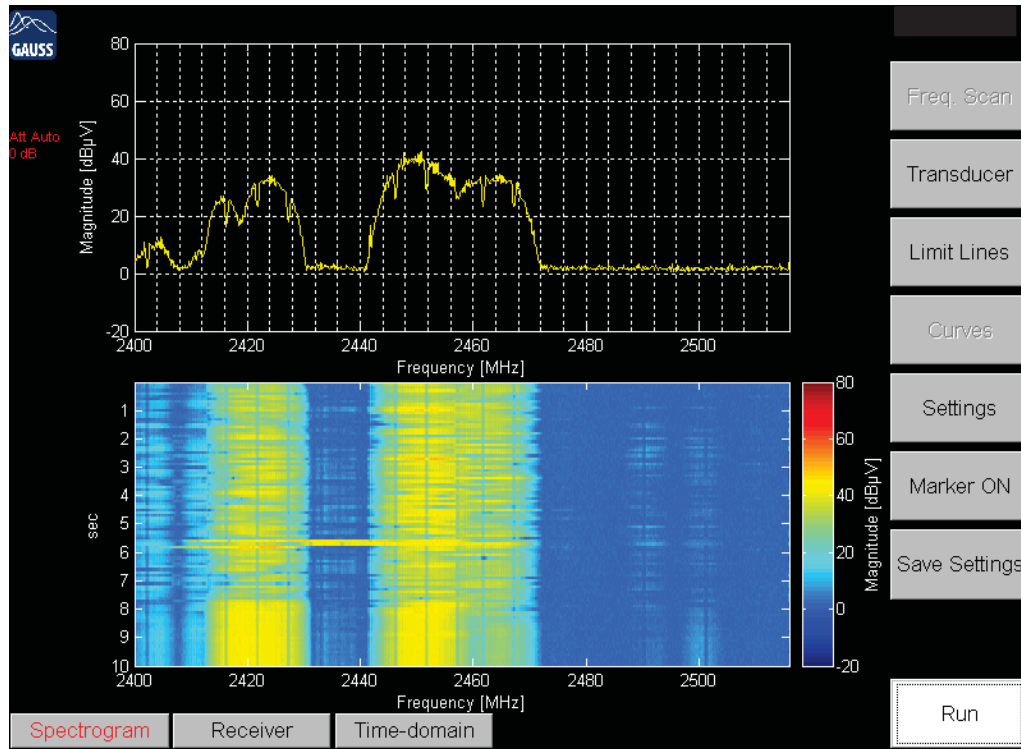 GAUSS
Att Auto
0 dB
80
60
40
20
0
-20
Magnitude [dBµV]
2400 2420 2440 2460 2480 2500
Frequency [MHz]
1
2
3
4
5
6
7
8
9
10
sec
2400 2420 2440 2460 2480 2500
Frequency [MHz]
80
60
40
20
0
-20
Magnitude [dBµV]
Freq. Scan
Transducer
Limit Lines
Curves
Settings
Marker ON
Save Settings
Run
Spectrogram Receiver Time-domain